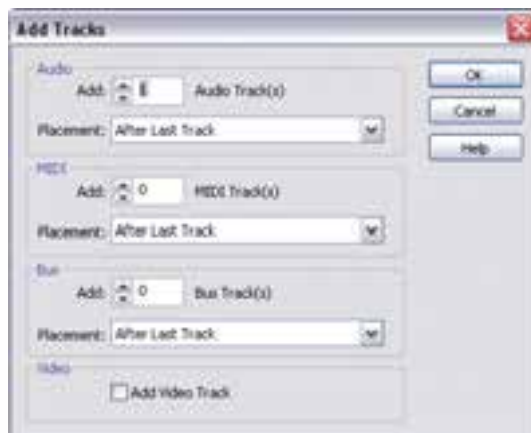 Add Tracks
Audio
Add: Audio Track(s)
Placement: After Last Track
MIDI
Add: 0 MIDI Track(s)
Placement: After Last Track
Bus
Add: 0 Bus Track(s)
Placement: After Last Track
Video
Add Video Track
OK
Cancel
Help